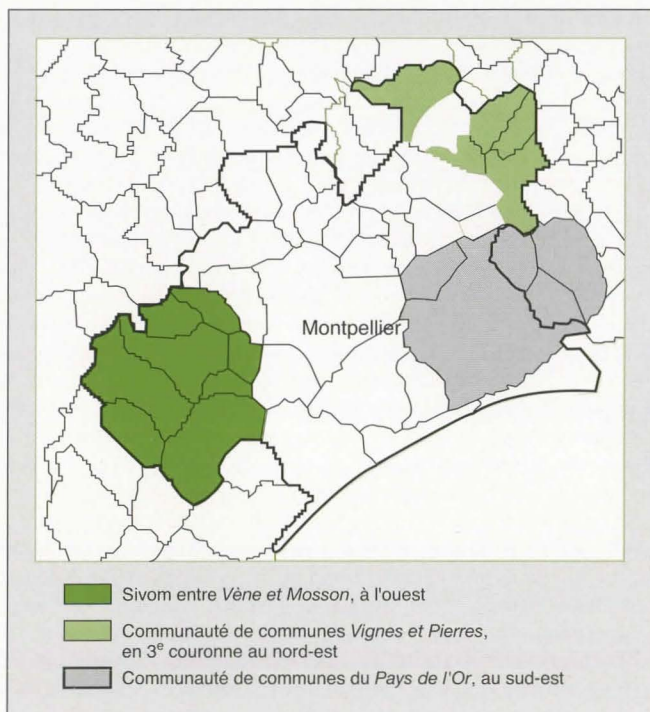 Montpellier
Sivom entre Vène et Mosson, à l'ouest
Communauté de communes Vignes et Pierres,
en 3e couronne au nord-est
Communauté de communes du Pays de l'Or, au sud-est